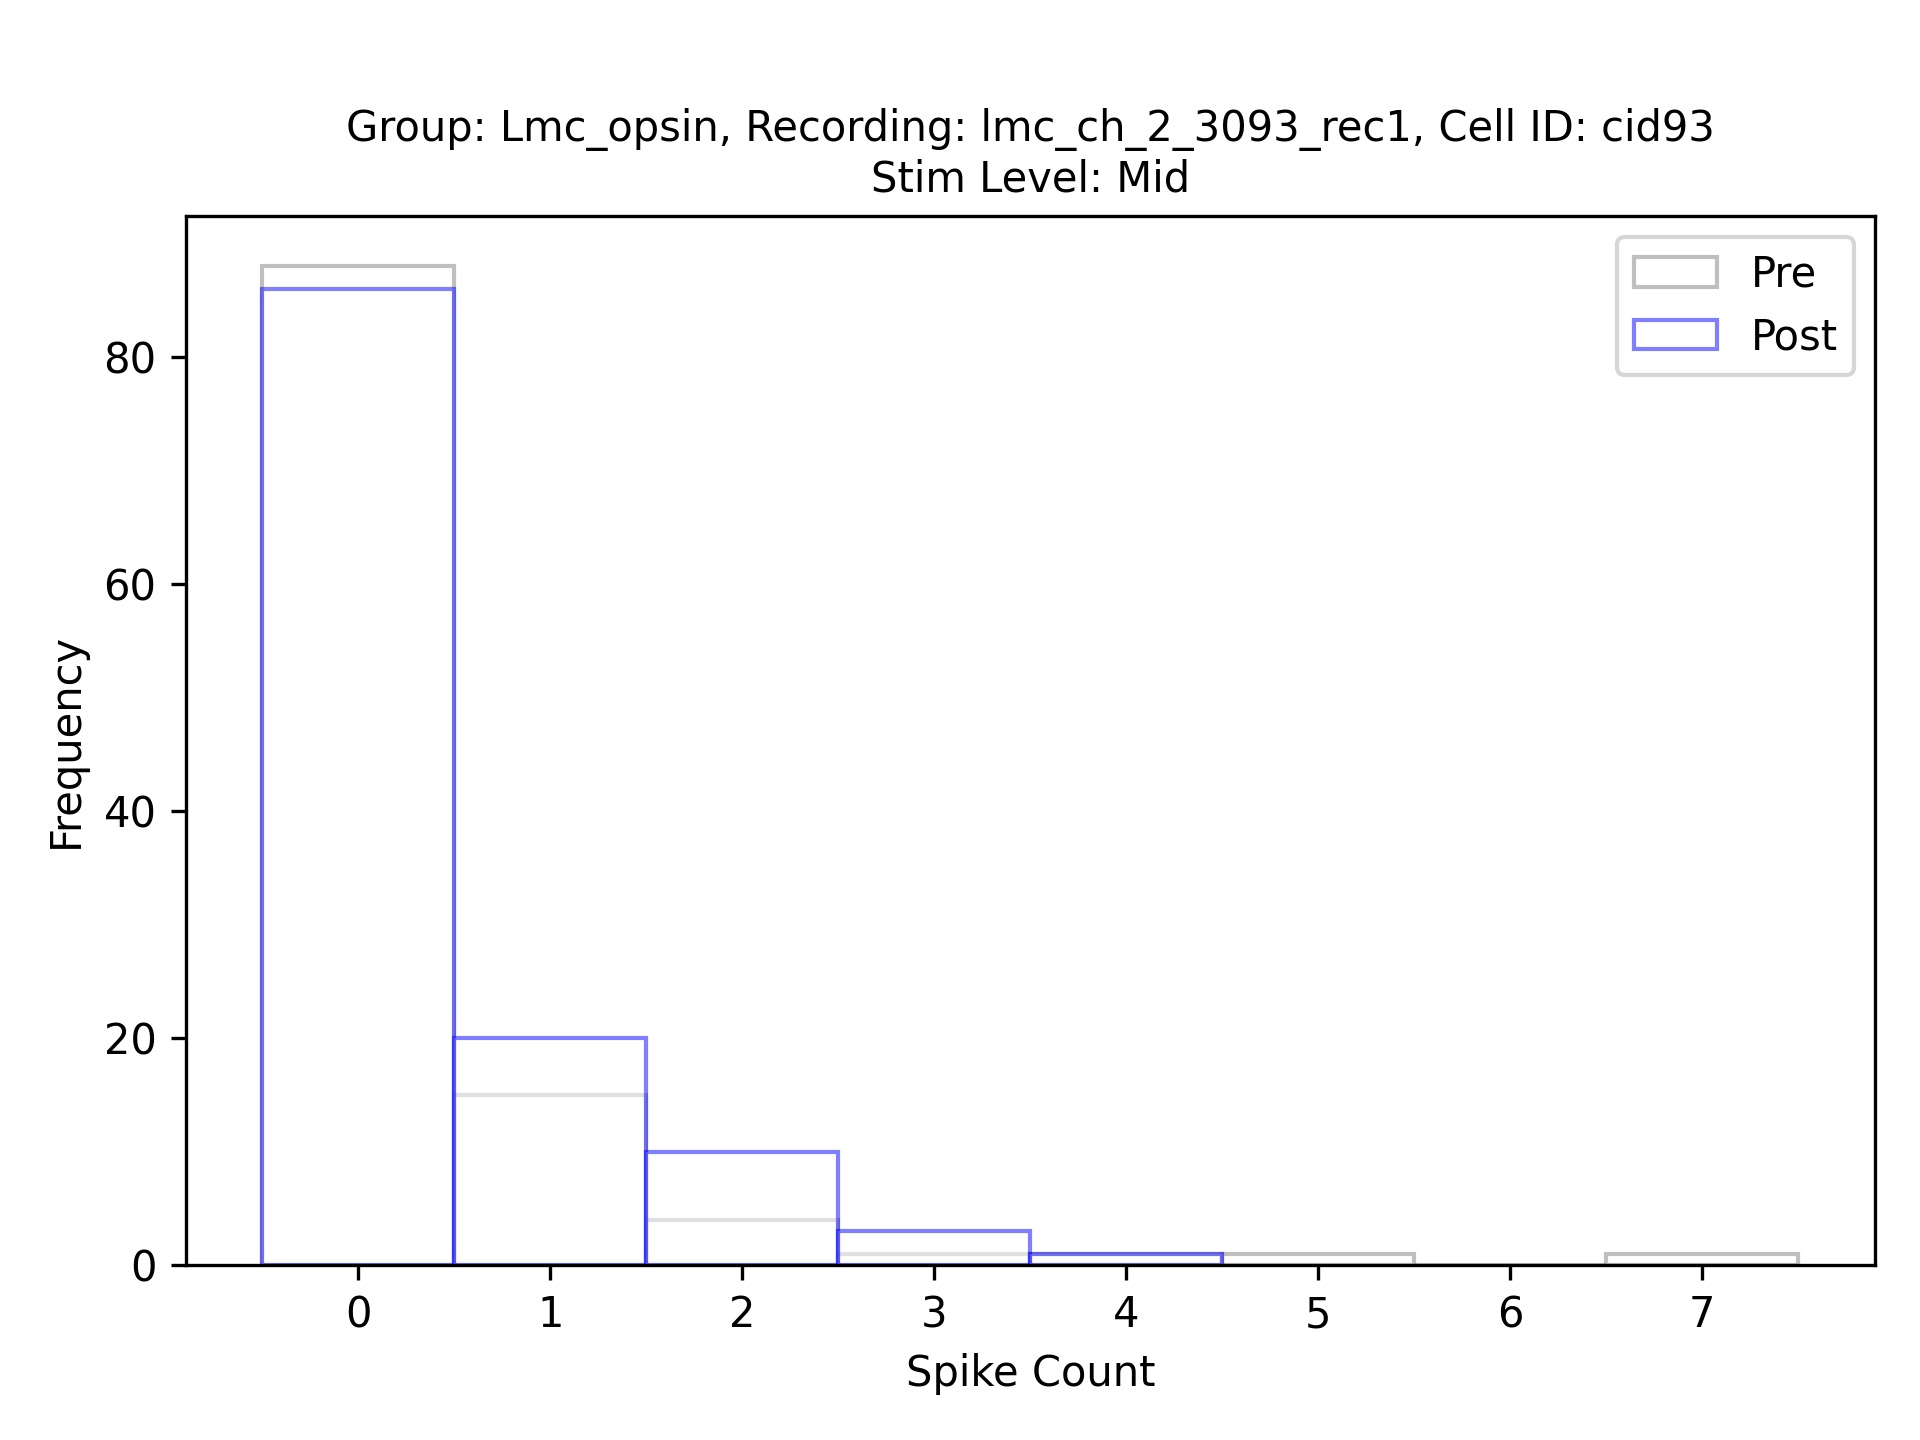 Group: Lmc_opsin, Recording: lmc_ch_2_3093_rec1, Cell ID: cid93
Stim Level: Mid
Pre
Post
80
60
40
20
0
Frequency
0 1 2 3 4 5 6 7
Spike Count